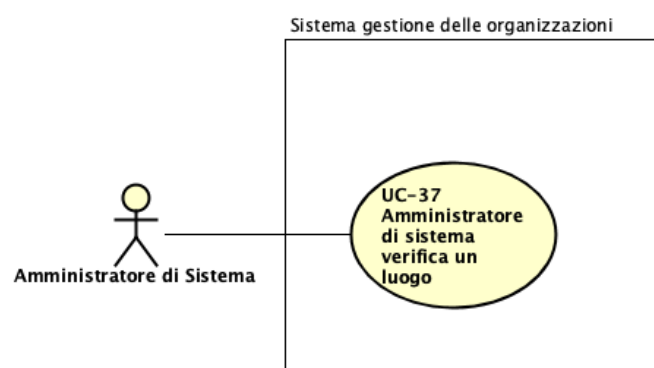 Sistema gestione delle organizzazioni
UC-37
Amministratore
di sistema
verifica un
luogo
Amministratore di Sistema